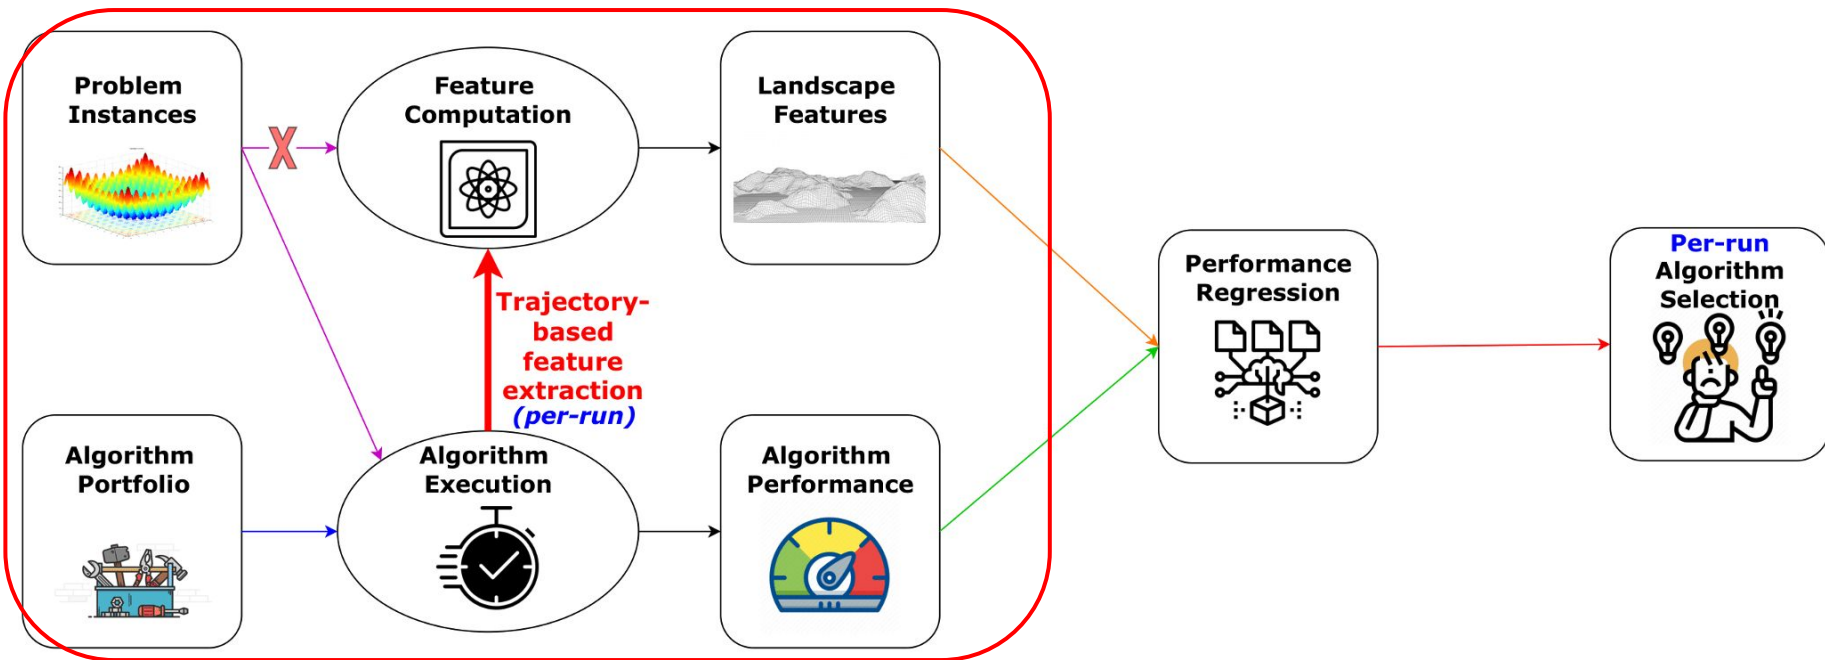 Problem
Instances
X
Feature
Computation
Landscape
Features
Trajectory-
based
feature
extraction
(per-run)
Algorithm
Portfolio
Algorithm
Execution
Algorithm
Performance
Performance
Regression
Per-run
Algorithm
Selection